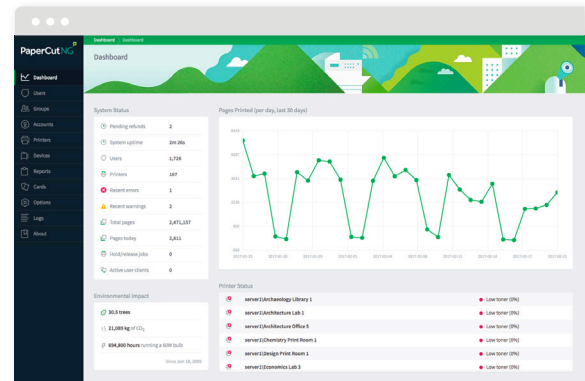 PaperCut NG
Dashboard | Dashboard
Dashboard
Dashboard
Users
Groups
Accounts
Printers
Devices
Reports
Cards
Options
Logs
About
System Status
Pending refunds 2
System uptime 2m 26s
Users 1,726
Printers 197
Recent errors 1
Recent warnings 2
Total pages 2,471,157
Pages today 2,811
Hold/release jobs 0
Active user clients 0
Environmental Impact
30.5 trees
21,095 kg of CO2
694,800 hours running a 60W bulb
Pages Printed (per day, last 30 days)
Printer Status
server1\Archaeology Library 1 Low toner (0%)
server1\Architecture Lab 1 Low toner (0%)
server1\Architecture Office 5 Low toner (0%)
server1\Chemistry Print Room 1 Low toner (0%)
server1\Design Print Room 1 Low toner (0%)
server1\Economics Lab 3 Low toner (0%)